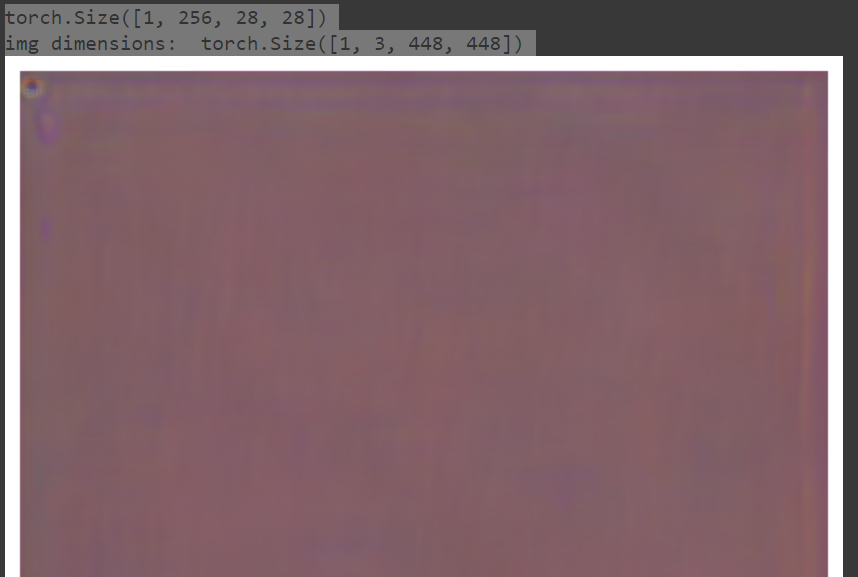 torch.Size([1, 256, 28, 28])
img dimensions:  torch.Size([1, 3, 448, 448])